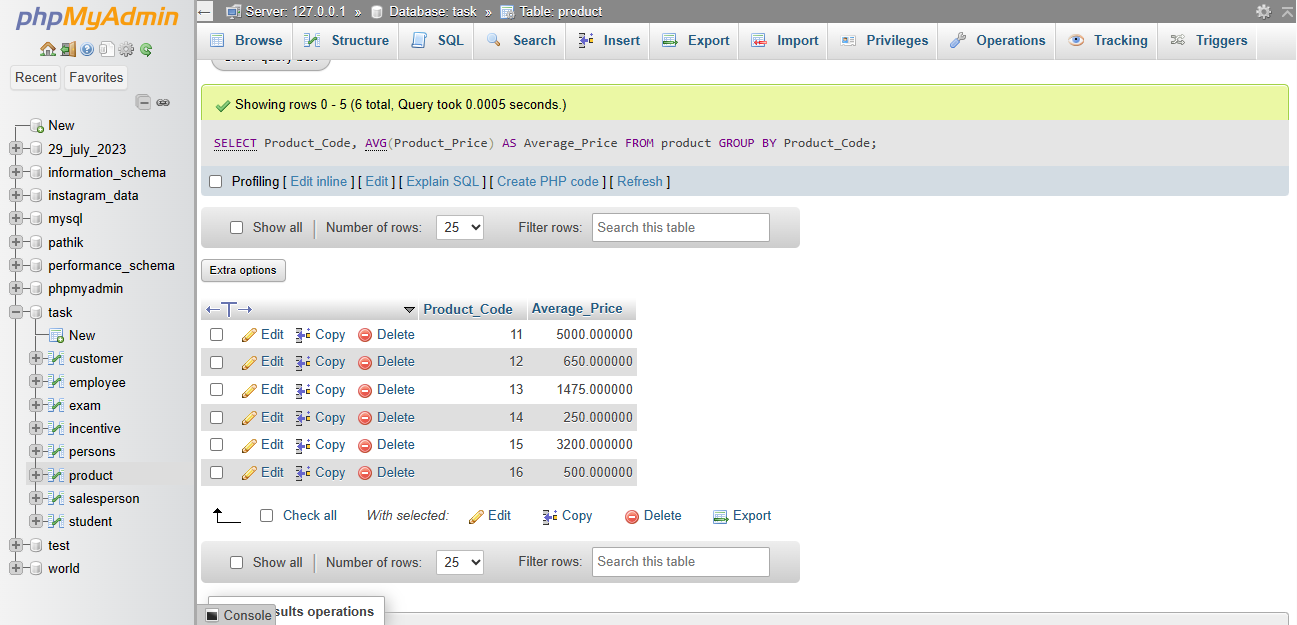 phpMyAdmin
Recent Favorites
New
29_july_2023
information_schema
instagram_data
mysql
pathik
performance_schema
phpmyadmin
task
New
customer
employee
exam
incentive
persons
product
salesperson
student
test
world
Server: 127.0.0.1 » Database: task » Table: product
Browse Structure SQL Search Insert Export Import Privileges Operations Tracking Triggers
Show query box
Showing rows 0 - 5 (6 total, Query took 0.0005 seconds.)
SELECT Product_Code, AVG(Product_Price) AS Average_Price FROM product GROUP BY Product_Code;
Profiling [ Edit inline ] [ Edit ] [ Explain SQL ] [ Create PHP code ] [ Refresh ]
Show all Number of rows: 25 Filter rows: Search this table
Extra options
Product_Code Average_Price
Edit Copy Delete 11 5000.000000
Edit Copy Delete 12 650.000000
Edit Copy Delete 13 1475.000000
Edit Copy Delete 14 250.000000
Edit Copy Delete 15 3200.000000
Edit Copy Delete 16 500.000000
Check all With selected: Edit Copy Delete Export
Show all Number of rows: 25 Filter rows: Search this table
Console sults operations